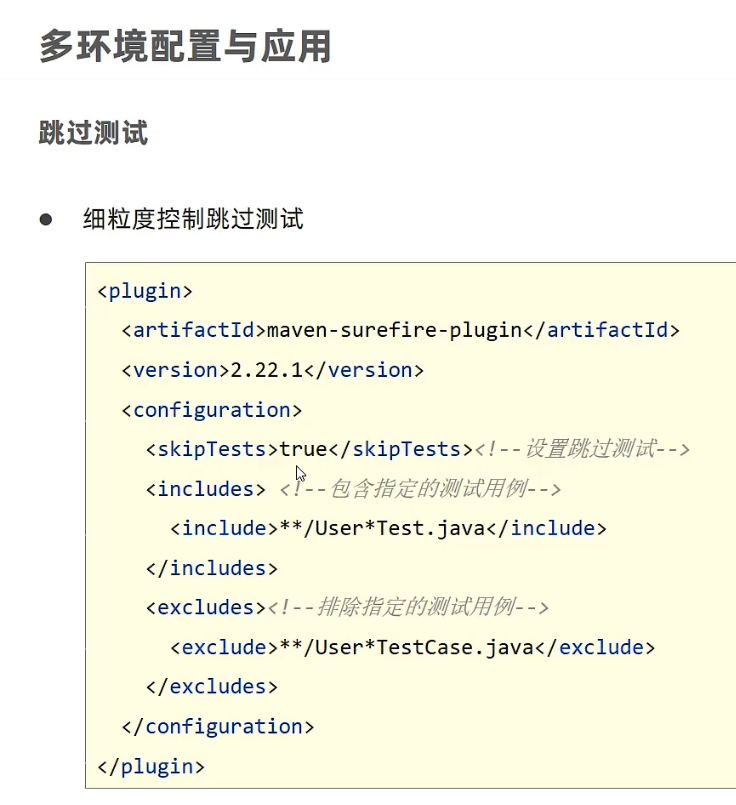 多环境配置与应用
跳过测试
● 细粒度控制跳过测试
<plugin>
<artifactId>maven-surefire-plugin</artifactId>
<version>2.22.1</version>
<configuration>
<skipTests>true</skipTests><!--设置跳过测试-->
<includes> <!--包含指定的测试用例-->
<include>**/User*Test.java</include>
</includes>
<excludes><!--排除指定的测试用例-->
<exclude>**/User*TestCase.java</exclude>
</excludes>
</configuration>
</plugin>